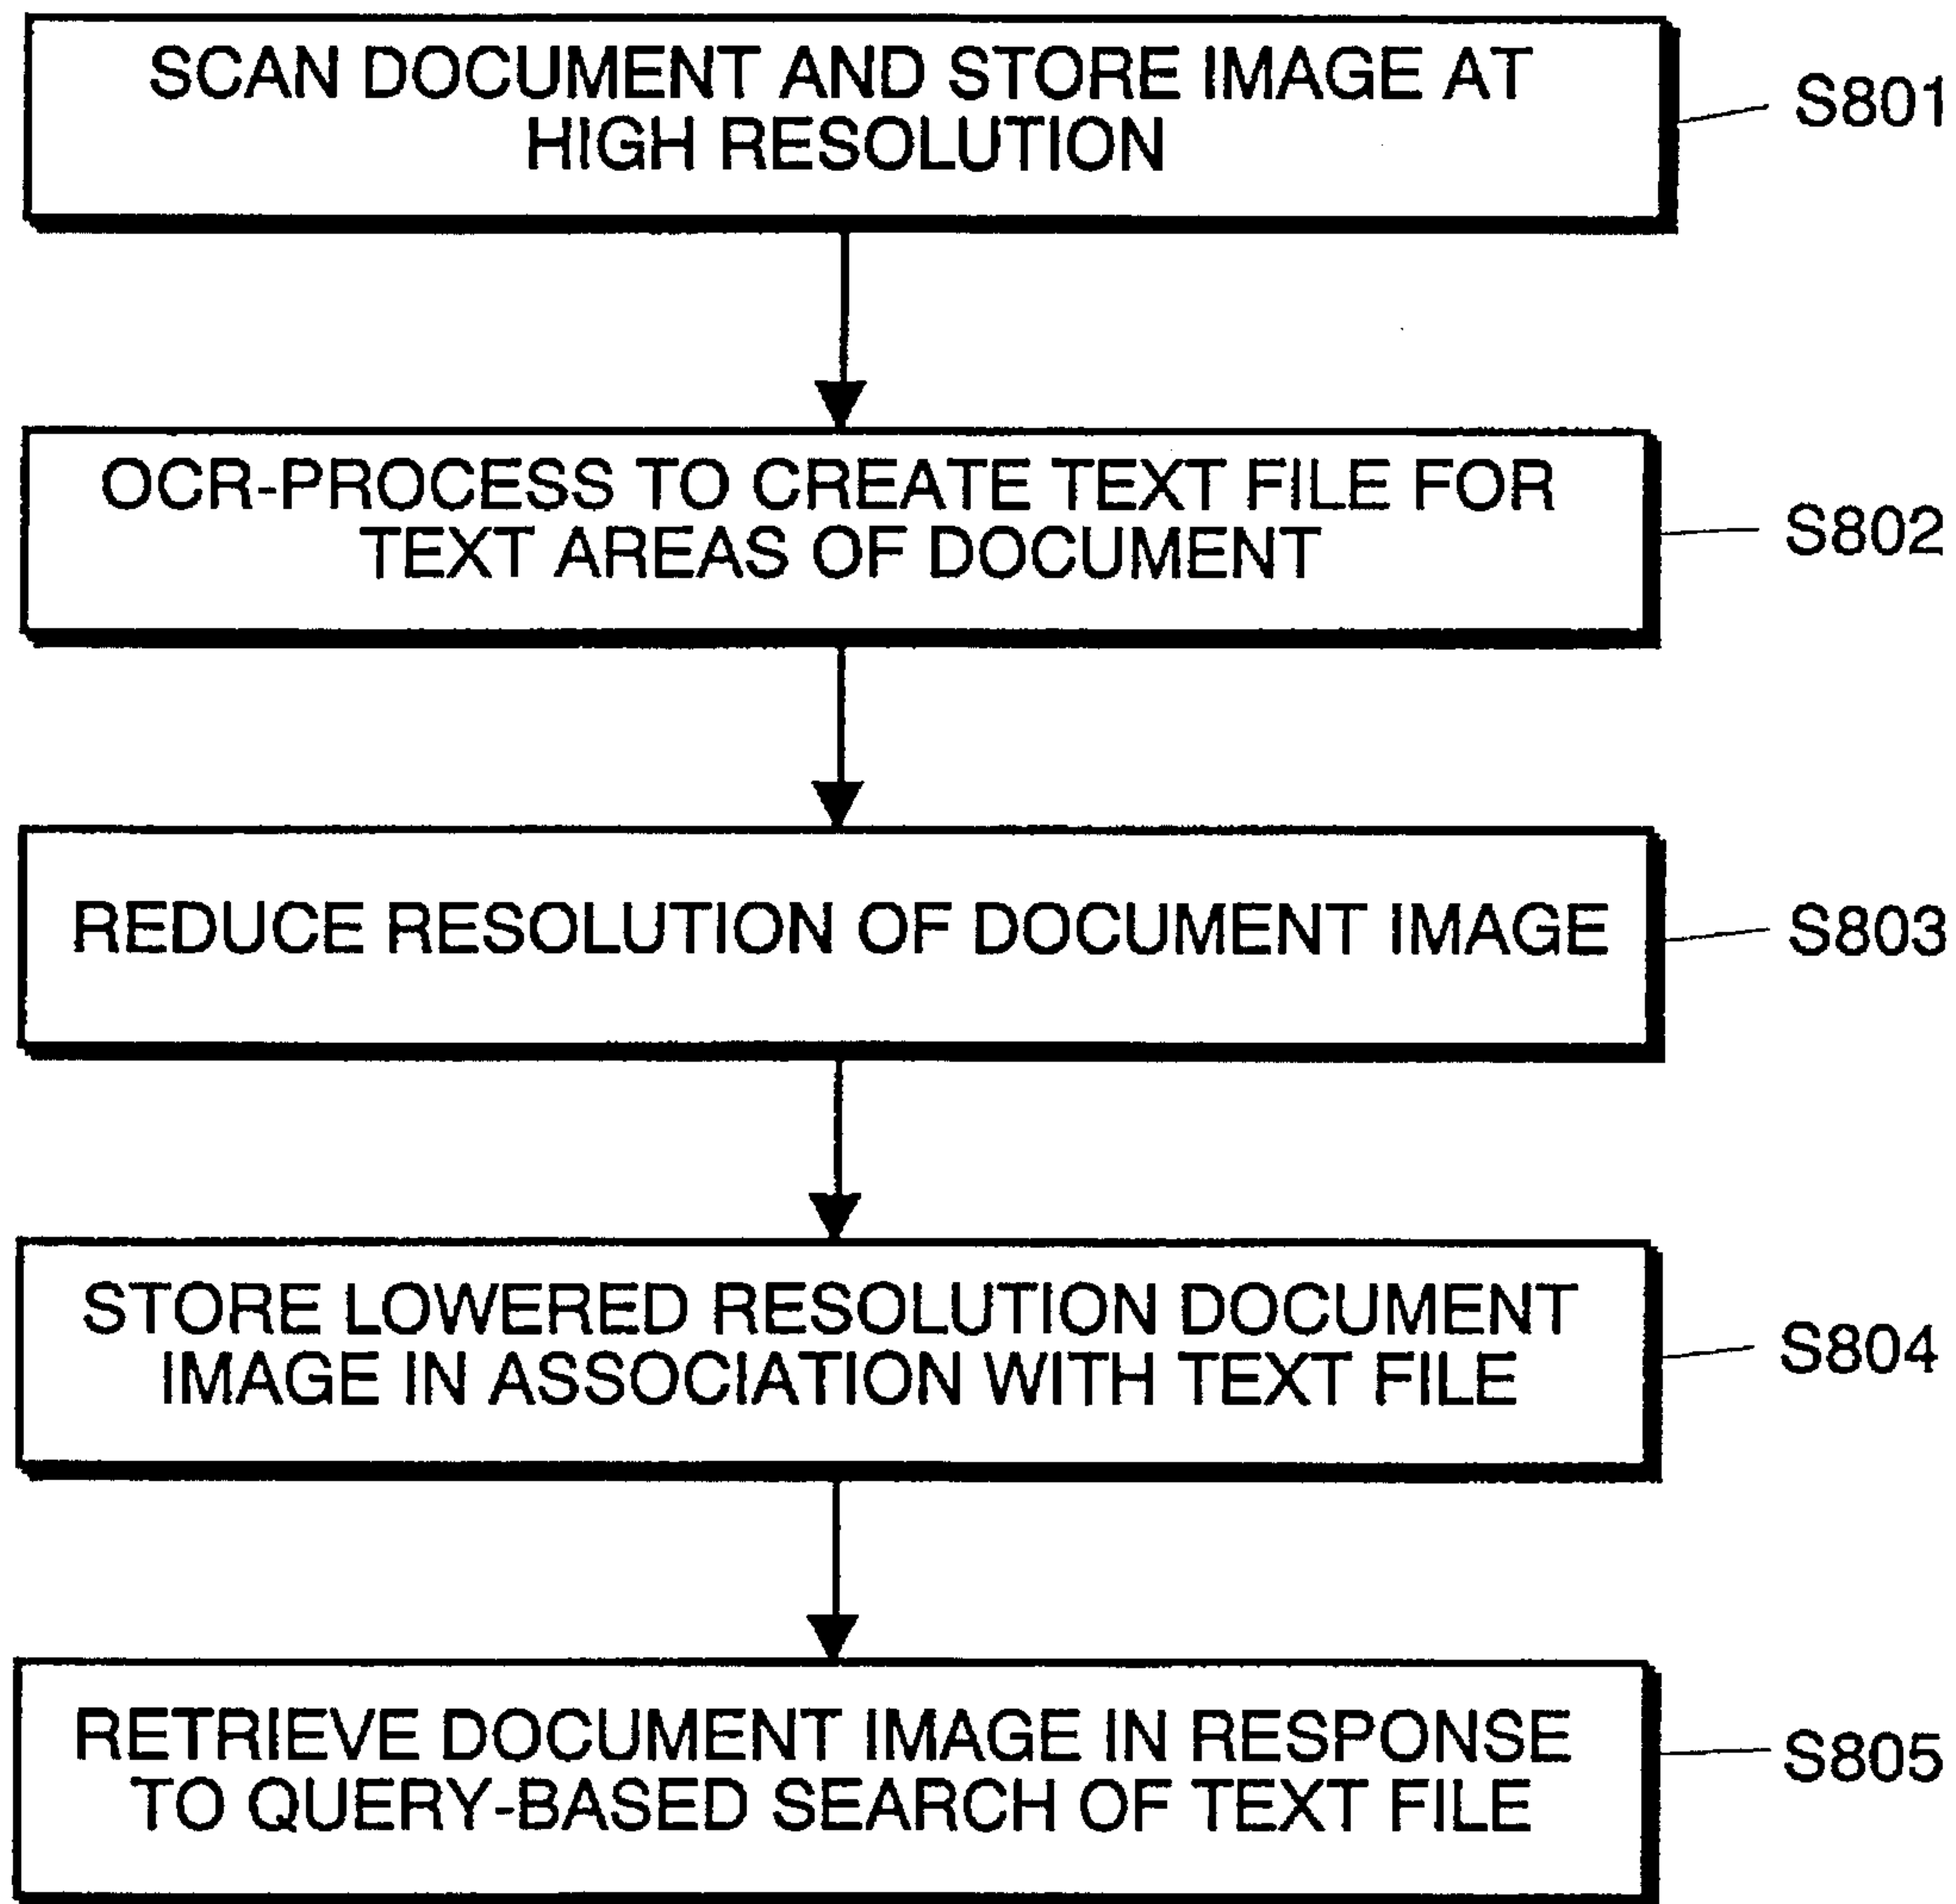 SCAN DOCUMENT AND STORE IMAGE AT
HIGH RESOLUTION
S801
OCR-PROCESS TO CREATE TEXT FILE FOR
TEXT AREAS OF DOCUMENT
S802
REDUCE RESOLUTION OF DOCUMENT IMAGE
S803
STORE LOWERED RESOLUTION DOCUMENT
IMAGE IN ASSOCIATION WITH TEXT FILE
S804
RETRIEVE DOCUMENT IMAGE IN RESPONSE
TO QUERY-BASED SEARCH OF TEXT FILE
S805